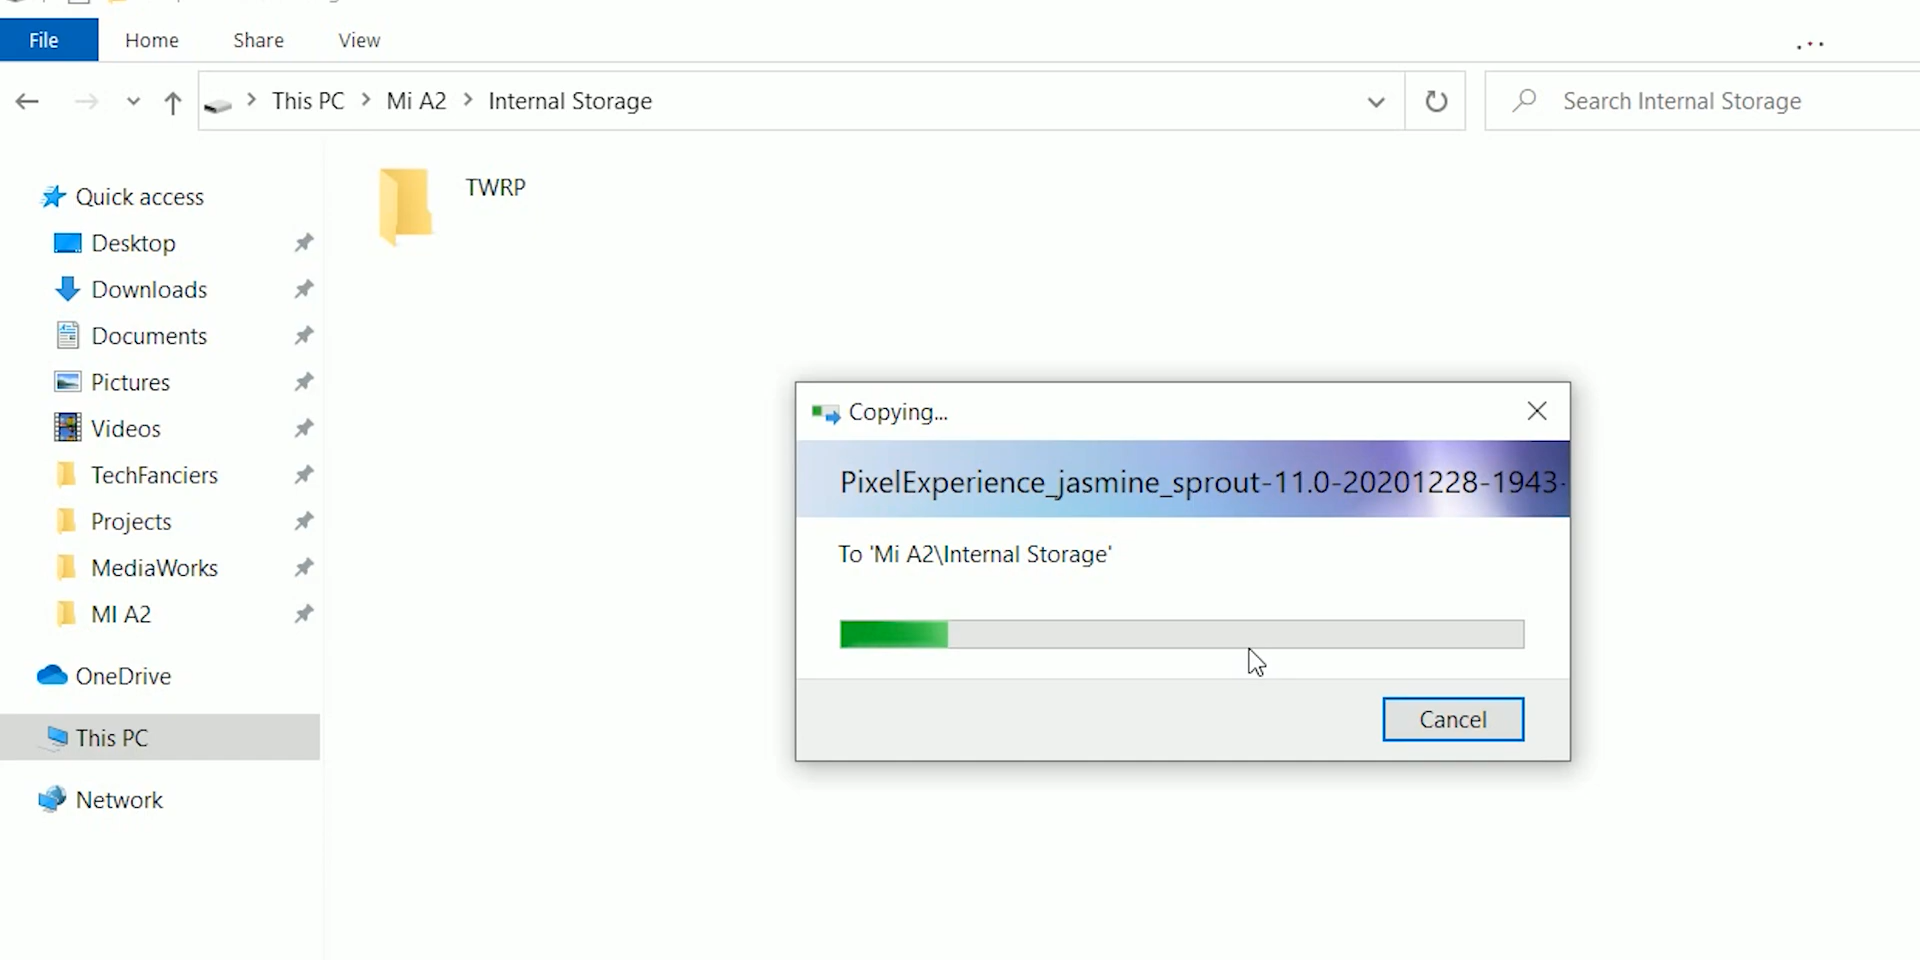 File Home Share View
This PC > Mi A2 > Internal Storage
Search Internal Storage
Quick access
Desktop
Downloads
Documents
Pictures
Videos
TechFanciers
Projects
MediaWorks
MI A2
OneDrive
This PC
Network
TWRP
Copying...
PixelExperience_jasmine_sprout-11.0-20201228-1943-
To 'Mi A2\Internal Storage'
Cancel